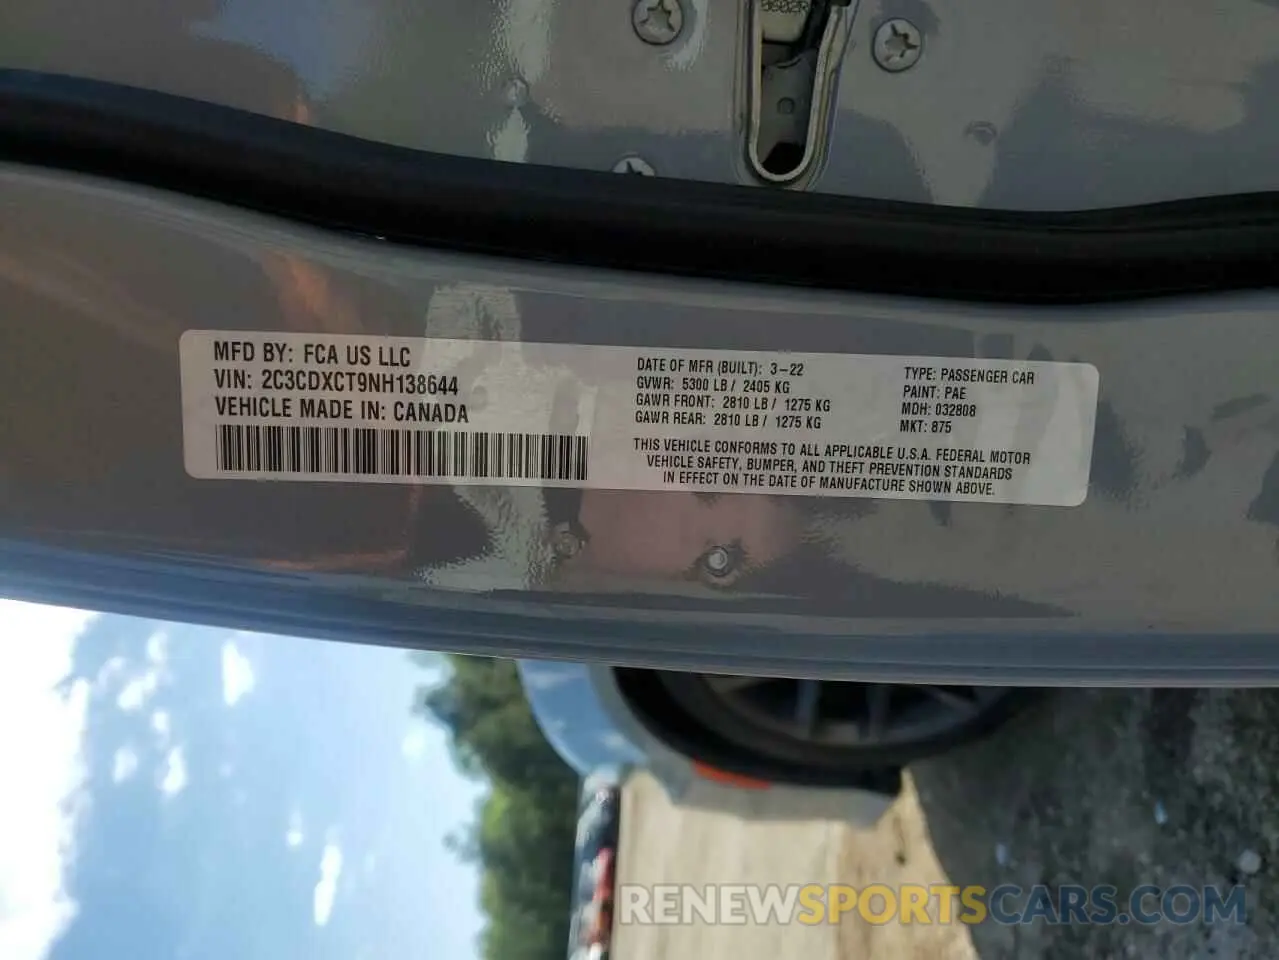 MFD BY: FCA US LLC
VIN: 2C3CDXCT9NH138644
VEHICLE MADE IN: CANADA
DATE OF MFR (BUILT): 3-22
GVWR: 5300 LB / 2405 KG
GAWR FRONT: 2810 LB / 1275 KG
GAWR REAR: 2810 LB / 1275 KG
TYPE: PASSENGER CAR
PAINT: PAE
MDH: 032808
MKT: 875
THIS VEHICLE CONFORMS TO ALL APPLICABLE U.S.A. FEDERAL MOTOR
VEHICLE SAFETY, BUMPER, AND THEFT PREVENTION STANDARDS
IN EFFECT ON THE DATE OF MANUFACTURE SHOWN ABOVE.
RENEWSPORTSCARS.COM